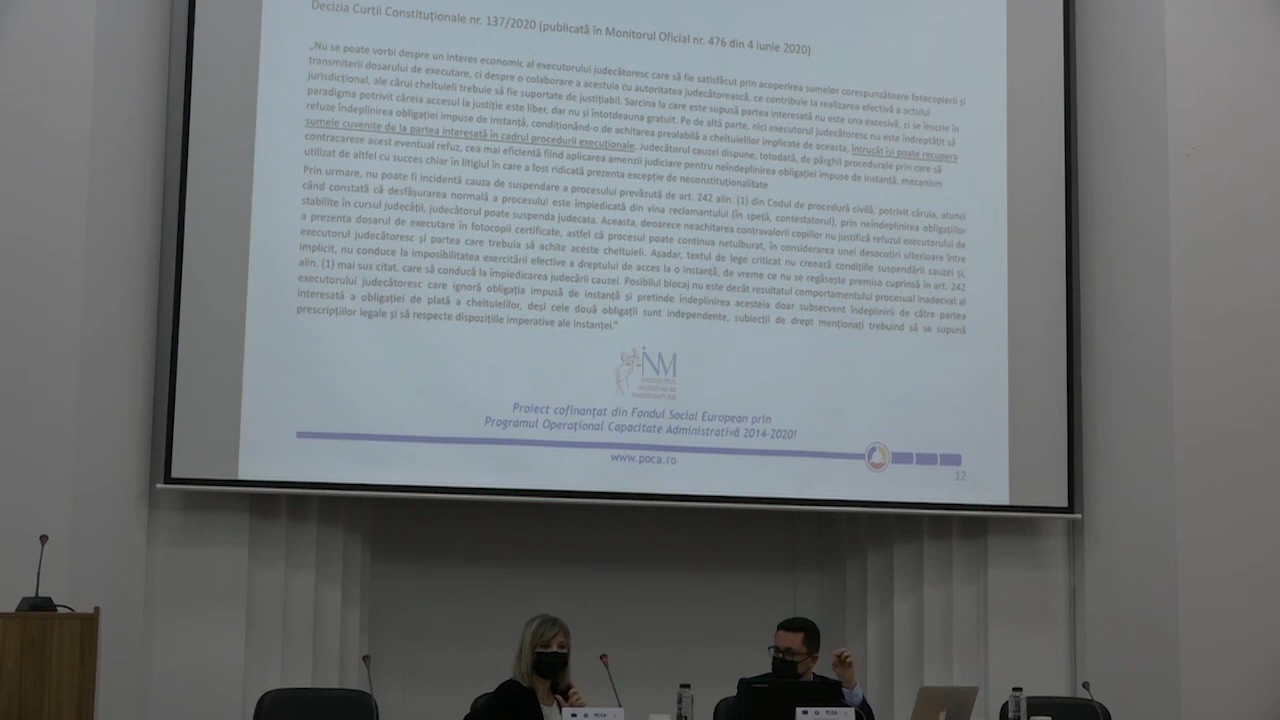 Decizia Curții Constituționale nr. 137/2020 (publicată în Monitorul Oficial nr. 476 din 4 iunie 2020)
„Nu se poate vorbi despre un interes economic al executorului judecătoresc care să fie satisfăcut prin acoperirea sumelor corespunzătoare fotocopierii și
transmiterii dosarului de executare, ci despre o colaborare a acestuia cu autoritatea judecătorească, ce contribuie la realizarea efectivă a actului
jurisdicțional, ale cărui cheltuieli trebuie să fie suportate de justițiabil. Sarcina la care este supusă partea interesată nu este una excesivă, ci se înscrie în
paradigma potrivit căreia accesul la justiție este liber, dar nu și întotdeauna gratuit. Pe de altă parte, nici executorul judecătoresc nu este îndreptățit să
refuze îndeplinirea obligației impuse de instanță, condiționând-o de achitarea prealabilă a cheltuielilor implicate de aceasta, întrucât își poate recupera
sumele cuvenite de la partea interesată în cadrul procedurii execuționale. Judecătorul cauzei dispune, totodată, de pârghii procedurale prin care să
contracareze acest eventual refuz, cea mai eficientă fiind aplicarea amenzii judiciare pentru neîndeplinirea obligației impuse de instanță, mecanism
utilizat de altfel cu succes chiar în litigiul în care a fost ridicată prezenta excepție de neconstituționalitate
Prin urmare, nu poate fi incidentă cauza de suspendare a procesului prevăzută de art. 242 alin. (1) din Codul de procedură civilă, potrivit căruia, atunci
când constată că desfășurarea normală a procesului este împiedicată din vina reclamantului (în speță, contestatorul), prin neîndeplinirea obligațiilor
stabilite în cursul judecății, judecătorul poate suspenda judecata. Aceasta, deoarece neachitarea contravalorii copiilor nu justifică refuzul executorului de
a prezenta dosarul de executare în fotocopii certificate, astfel că procesul poate continua netulburat, în considerarea unei desocotiri ulterioare între
executorul judecătoresc și partea care trebuia să achite aceste cheltuieli. Așadar, textul de lege criticat nu creează condițiile suspendării cauzei și,
implicit, nu conduce la imposibilitatea exercitării efective a dreptului de acces la o instanță, de vreme ce nu se regăsește premisa cuprinsă în art. 242
alin. (1) mai sus citat, care să conducă la împiedicarea judecării cauzei. Posibilul blocaj nu este decât rezultatul comportamentului procesual inadecvat al
executorului judecătoresc care ignoră obligația impusă de instanță și pretinde îndeplinirea acesteia doar subsecvent îndeplinirii de către partea
interesată a obligației de plată a cheltuielilor, deși cele două obligații sunt independente, subiecții de drept menționați trebuind să se supună
prescripțiilor legale și să respecte dispozițiile imperative ale instanței.”
INM
INSTITUTUL
NAȚIONAL AL
MAGISTRATURII
Proiect cofinanțat din Fondul Social European prin
Programul Operațional Capacitate Administrativă 2014-2020!
www.poca.ro
12